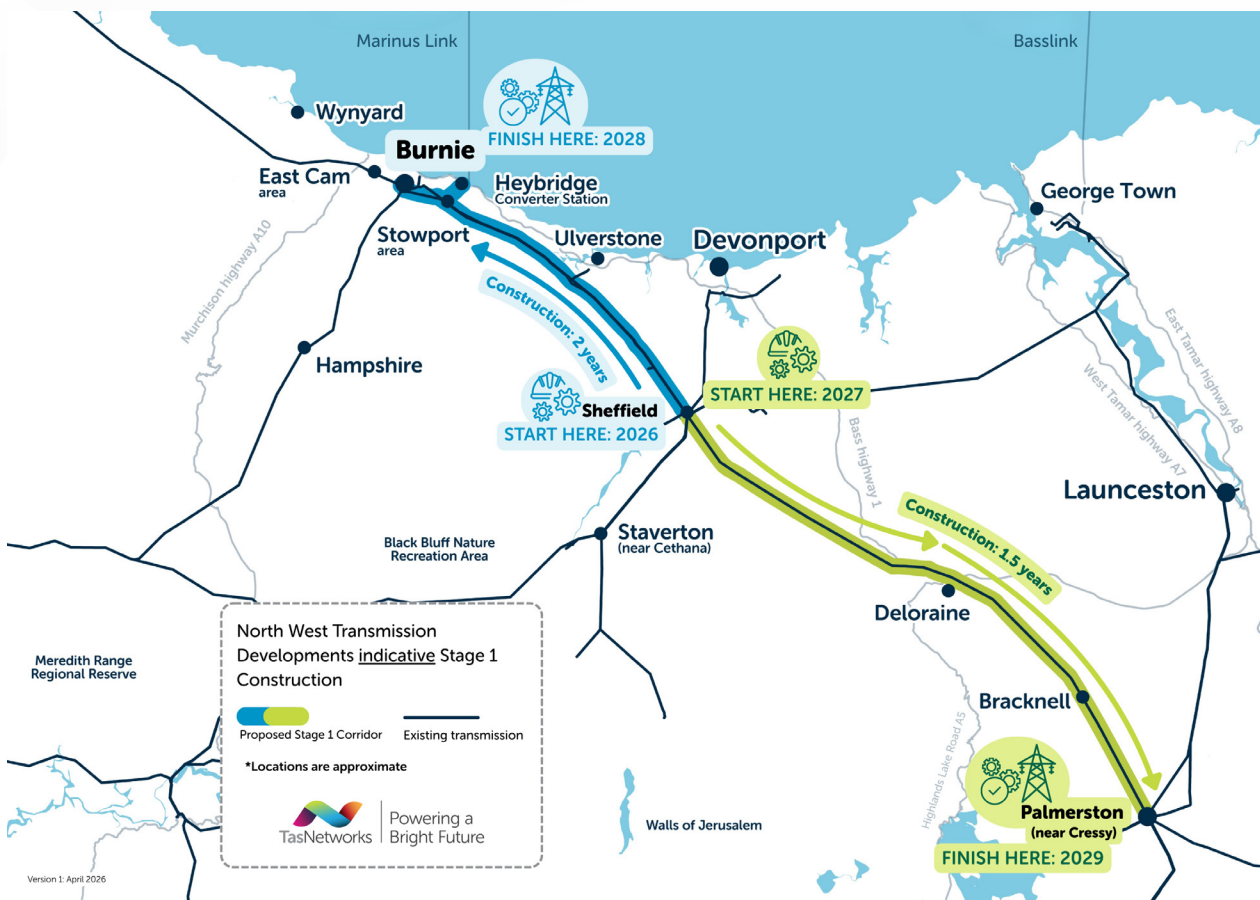 Marinus Link
Basslink
Wynyard
FINISH HERE: 2028
Burnie
East Cam
area
Heybridge
Converter Station
George Town
Stowport
area
Ulverstone
Devonport
Murchison highway A10
Construction: 2 years
East Tamar highway A8
West Tamar highway A7
Hampshire
START HERE: 2027
Sheffield
START HERE: 2026
Bass highway 1
Launceston
Construction: 1.5 years
Staverton
(near Cethana)
Black Bluff Nature
Recreation Area
Deloraine
North West Transmission
Developments indicative Stage 1
Construction
Proposed Stage 1 Corridor
Existing transmission
*Locations are approximate
TasNetworks
Powering a
Bright Future
Meredith Range
Regional Reserve
Bracknell
Highlands Lake Road A5
Palmerston
(near Cressy)
FINISH HERE: 2029
Walls of Jerusalem
Version 1: April 2026